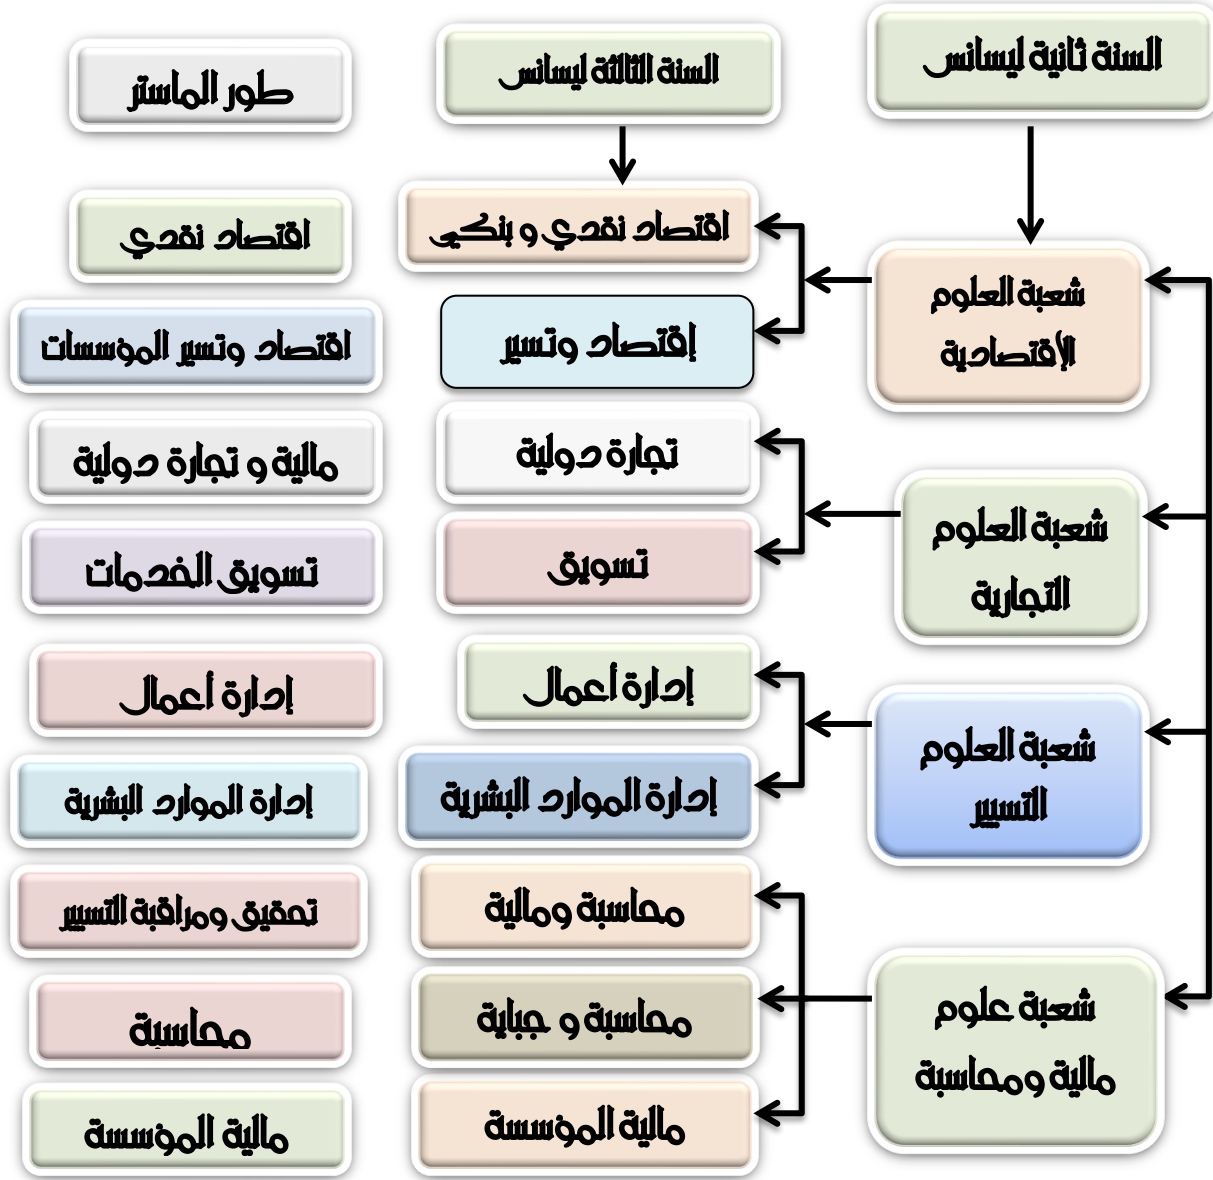 السنة ثانية ليسانس
السنة الثالثة ليسانس
طور الماستر
شعبة العلوم
الإقتصادية
شعبة العلوم
التجارية
شعبة العلوم
التسيير
شعبة علوم
مالية ومحاسبة
اقتصاد نقدي و بنكي
إقتصاد وتسير
تجارة دولية
تسويق
إدارة أعمال
إدارة الموارد البشرية
محاسبة ومالية
محاسبة و جباية
مالية المؤسسة
اقتصاد نقدي
اقتصاد وتسير المؤسسات
مالية و تجارة دولية
تسويق الخدمات
إدارة أعمال
إدارة الموارد البشرية
تحقيق ومراقبة التسيير
محاسبة
مالية المؤسسة